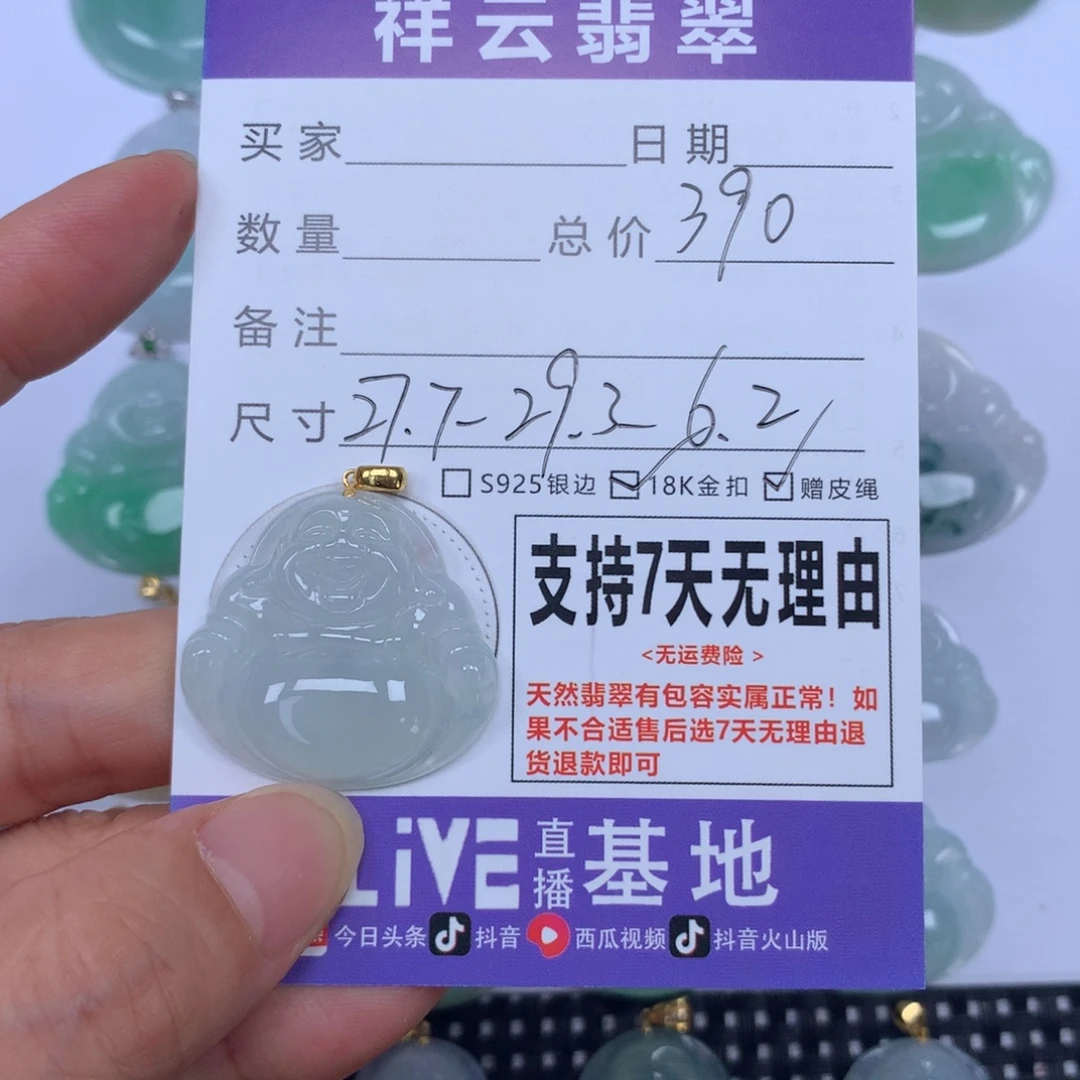 祥云翡翠
买家 日期
数量 总价 390
备注
尺寸 27.7-29.3-6.2
S925银边 18K金扣 赠皮绳
支持7天无理由
<无运费险 >
天然翡翠有包容实属正常！如
果不合适售后选7天无理由退
货退款即可
LiVE 直播 基地
今日头条 抖音 西瓜视频 抖音火山版